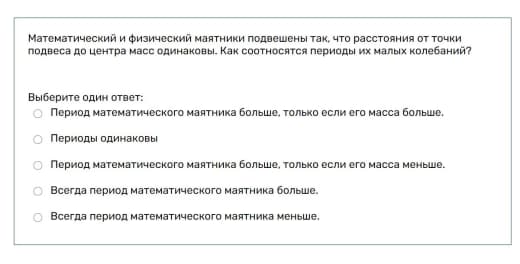 Математический и физический маятники подвешены так, что расстояния от точки
подвеса до центра масс одинаковы. Как соотносятся периоды их малых колебаний?
Выберите один ответ:
Период математического маятника больше, только если его масса больше.
Периоды одинаковы
Период математического маятника больше, только если его масса меньше.
Всегда период математического маятника больше.
Всегда период математического маятника меньше.